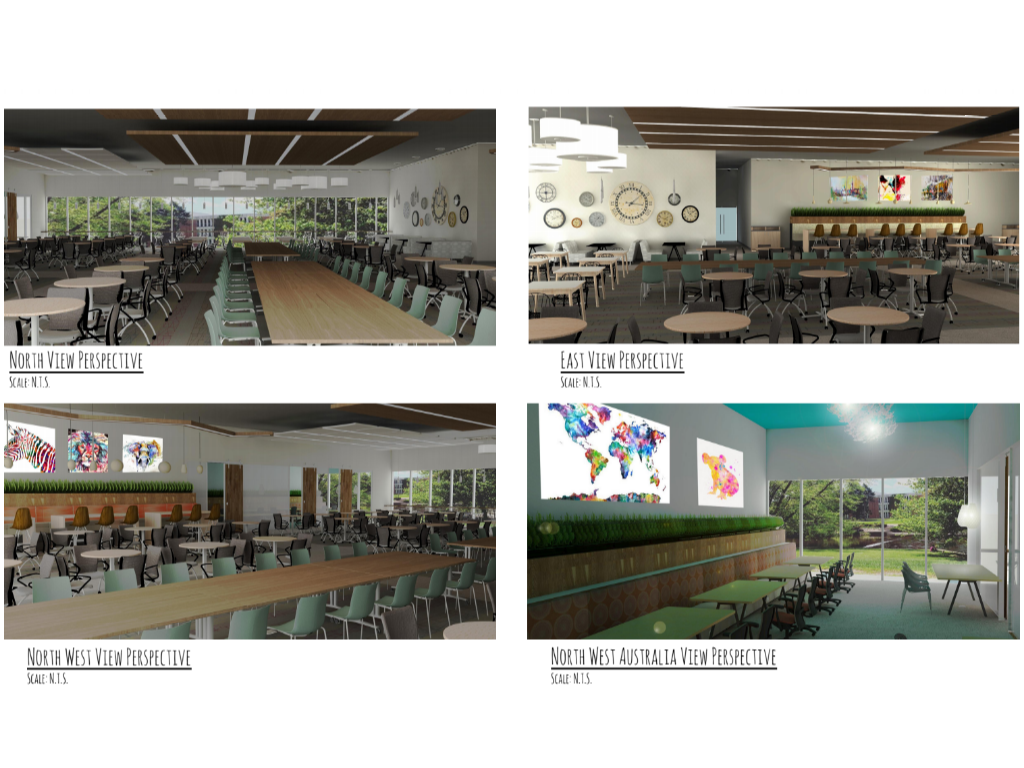 North View Perspective
Scale: N.T.S.
East View Perspective
Scale: N.T.S.
North West View Perspective
Scale: N.T.S.
North West Australia View Perspective
Scale: N.T.S.